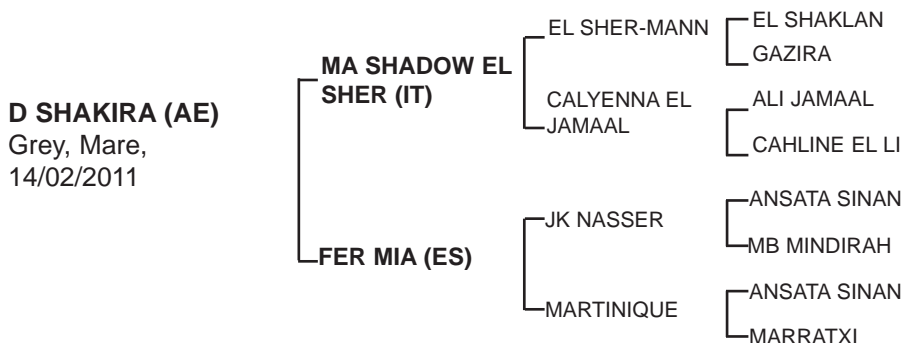 D SHAKIRA (AE)
Grey, Mare,
14/02/2011
MA SHADOW EL
SHER (IT)
FER MIA (ES)
EL SHER-MANN
CALYENNA EL
JAMAAL
JK NASSER
MARTINIQUE
EL SHAKLAN
GAZIRA
ALI JAMAAL
CAHLINE EL LI
ANSATA SINAN
MB MINDIRAH
ANSATA SINAN
MARRATXI